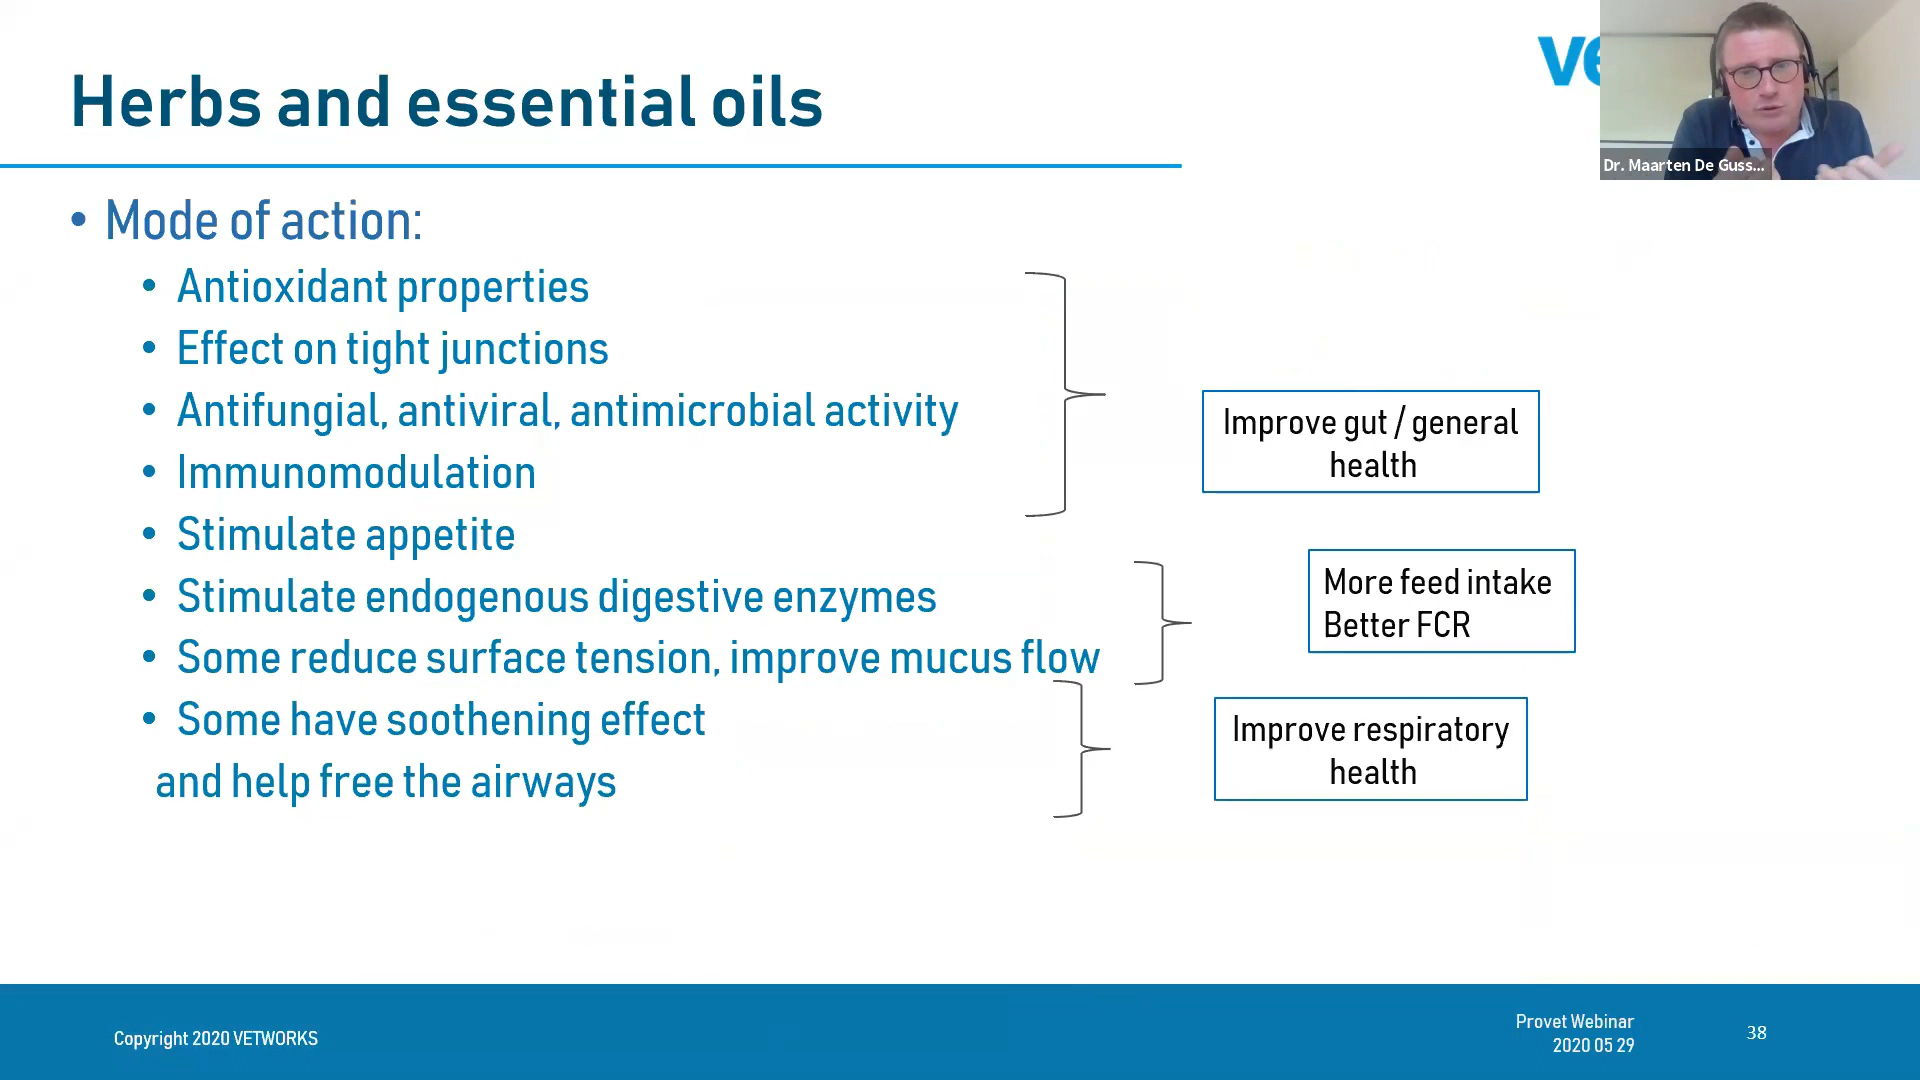 Herbs and essential oils
ve
Dr. Maarten De Guss...
• Mode of action:
• Antioxidant properties
• Effect on tight junctions
• Antifungial, antiviral, antimicrobial activity
• Immunomodulation
• Stimulate appetite
• Stimulate endogenous digestive enzymes
• Some reduce surface tension, improve mucus flow
• Some have soothening effect
and help free the airways
Improve gut / general
health
More feed intake
Better FCR
Improve respiratory
health
Copyright 2020 VETWORKS
Provet Webinar
2020 05 29
38